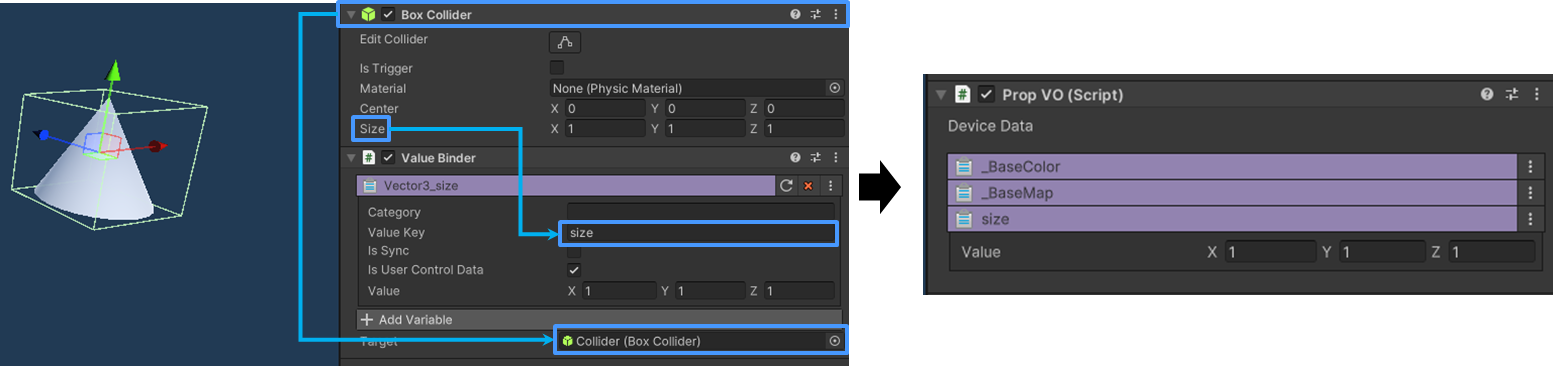 Box Collider
Edit Collider
Is Trigger
Material None (Physic Material)
Center X 0 Y 0 Z 0
Size X 1 Y 1 Z 1
Value Binder
Vector3_size
Category
Value Key size
Is Sync
Is User Control Data
Value X 1 Y 1 Z 1
Add Variable
Target Collider (Box Collider)
Prop VO (Script)
Device Data
_BaseColor
_BaseMap
size
Value X 1 Y 1 Z 1